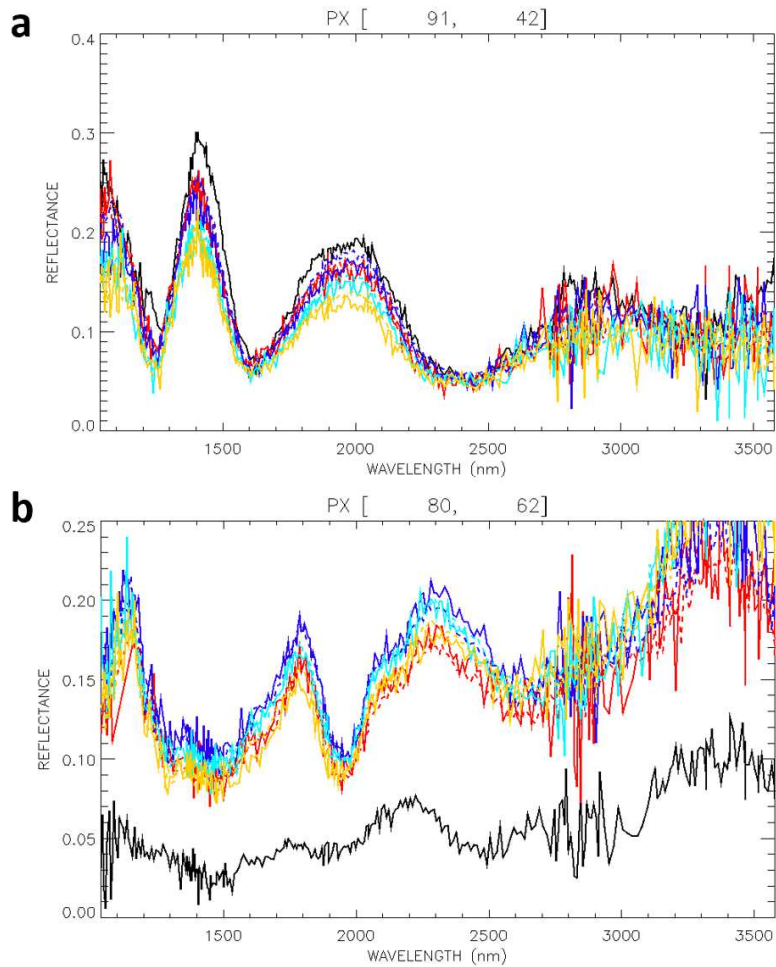 a
PX [ 91, 42]
0.4
0.3
0.2
0.1
0.0
REFLECTANCE
1500 2000 2500 3000 3500
WAVELENGTH (nm)
b
PX [ 80, 62]
0.25
0.20
0.15
0.10
0.05
0.00
REFLECTANCE
1500 2000 2500 3000 3500
WAVELENGTH (nm)